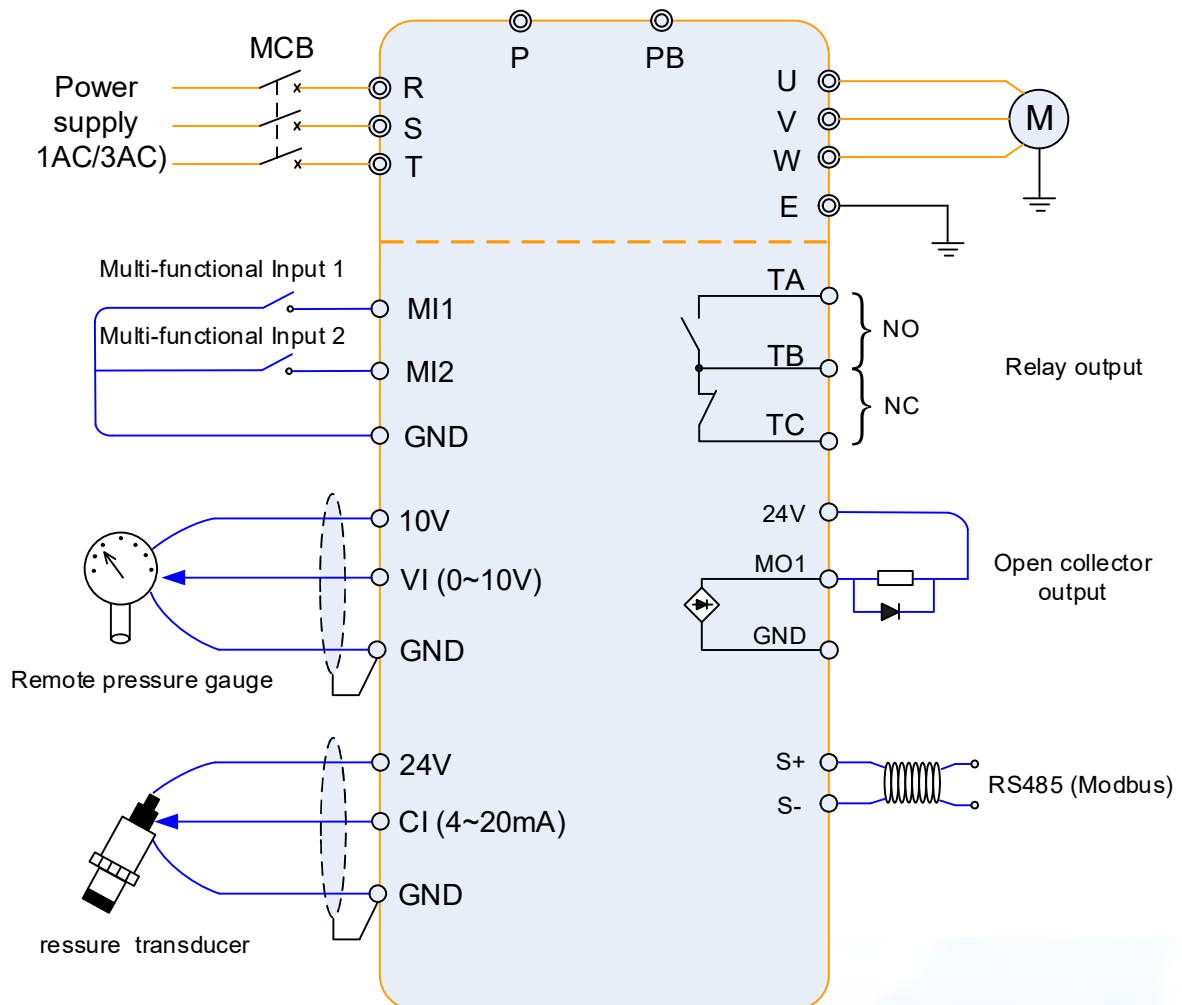 MCB
P
PB
Power
supply
1AC/3AC)
R
S
T
U
V
W
E
M
Multi-functional Input 1
MI1
Multi-functional Input 2
MI2
GND
TA
TB
TC
NO
NC
Relay output
10V
VI (0~10V)
GND
Remote pressure gauge
24V
MO1
GND
Open collector
output
24V
CI (4~20mA)
GND
ressure transducer
S+
S-
RS485 (Modbus)